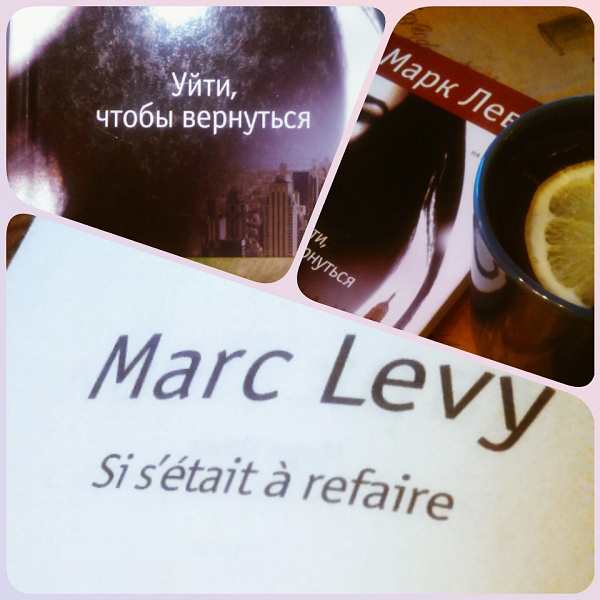 Уйти,
чтобы вернуться
Марк Лев
Marc Levy
Si s'était à refaire